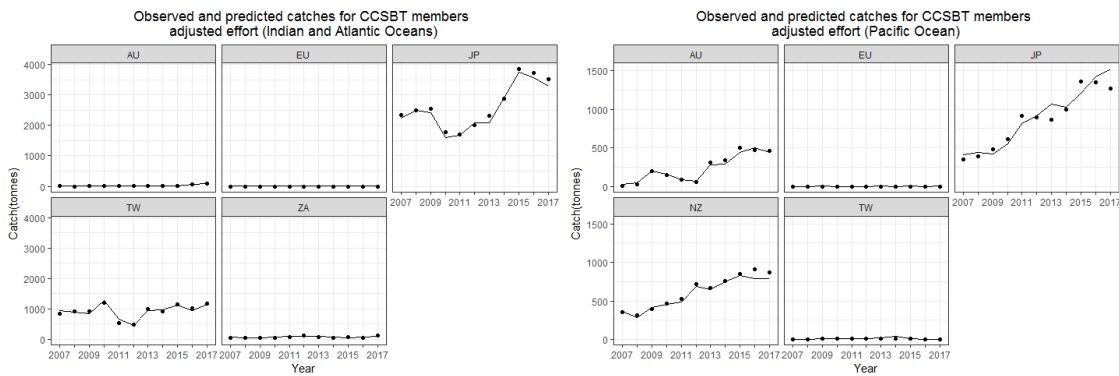 Observed and predicted catches for CCSBT members
adjusted effort (Indian and Atlantic Oceans)
AU
EU
JP
4000
3000
2000
1000
0
2007 2009 2011 2013 2015 2017
TW
ZA
4000
3000
2000
1000
0
2007 2009 2011 2013 2015 2017 2007 2009 2011 2013 2015 2017
Catch(tonnes)
Year
Observed and predicted catches for CCSBT members
adjusted effort (Pacific Ocean)
AU
EU
JP
1500
1000
500
0
2007 2009 2011 2013 2015 2017
NZ
TW
1500
1000
500
0
2007 2009 2011 2013 2015 2017 2007 2009 2011 2013 2015 2017
Catch(tonnes)
Year